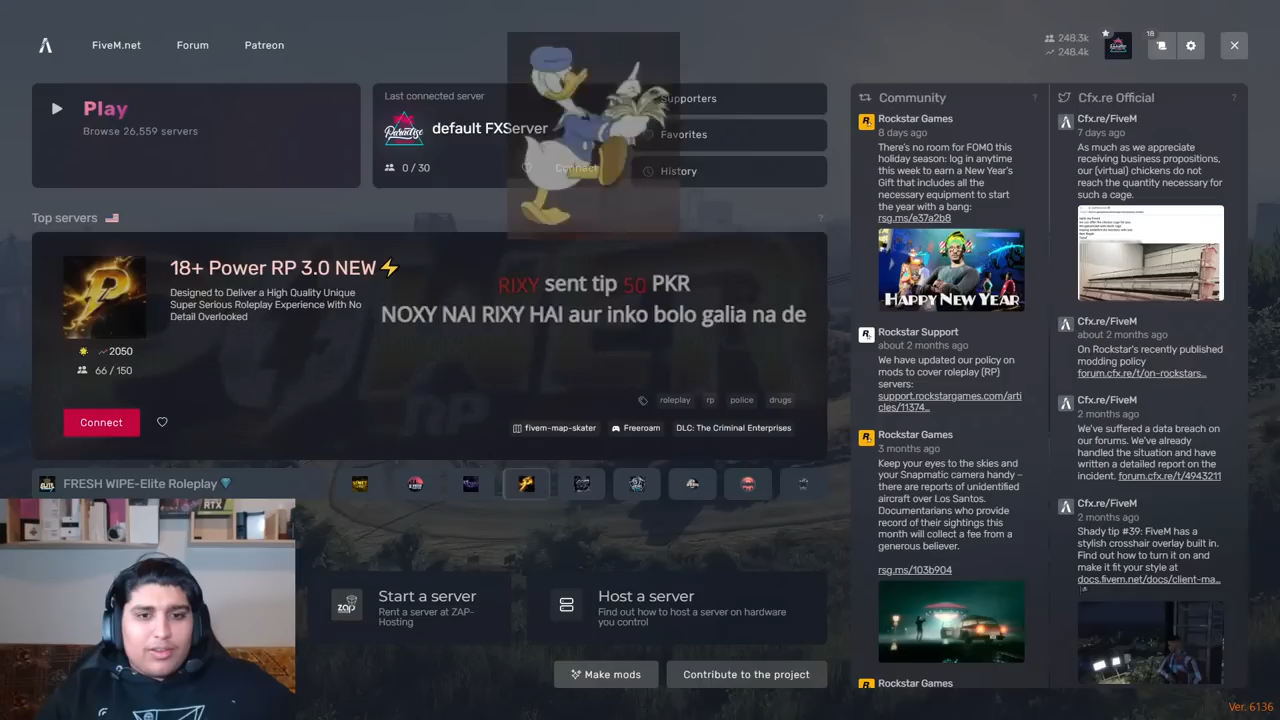 FiveM.net
Forum
Patreon
248.3k
248.4k
18
Play
Browse 26,559 servers
Last connected server
default FXServer
0 / 30
Connect
Supporters
Favorites
History
Top servers
18+ Power RP 3.0 NEW⚡
Designed to Deliver a High Quality Unique
Super Serious Roleplay Experience With No
Detail Overlooked
2050
66 / 150
Connect
RIXY sent tip 50 PKR
NOXY NAI RIXY HAI aur inko bolo galia na de
roleplay
rp
police
drugs
fivem-map-skater
Freeroam
DLC: The Criminal Enterprises
FRESH WIPE-Elite Roleplay
RTX
Start a server
Rent a server at ZAP-
Hosting
Host a server
Find out how to host a server on hardware
you control
Make mods
Contribute to the project
Community
?
Rockstar Games
8 days ago
There's no room for FOMO this
holiday season: log in anytime
this week to earn a New Year's
Gift that includes all the
necessary equipment to start
the year with a bang:
rsg.ms/e37a2b8
HAPPY NEW YEAR
Rockstar Support
about 2 months ago
We have updated our policy on
mods to cover roleplay (RP)
servers:
support.rockstargames.com/arti
cles/11374...
Rockstar Games
3 months ago
Keep your eyes to the skies and
your Snapmatic camera handy –
there are reports of unidentified
aircraft over Los Santos.
Documentarians who provide
record of their sightings this
month will collect a fee from a
generous believer.
rsg.ms/103b904
Rockstar Games
Cfx.re Official
?
Cfx.re/FiveM
7 days ago
As much as we appreciate
receiving business propositions,
our (virtual) chickens do not
reach the quantity necessary for
such a cage.
Cfx.re/FiveM
about 2 months ago
On Rockstar's recently published
modding policy
forum.cfx.re/t/on-rockstars...
Cfx.re/FiveM
2 months ago
We've suffered a data breach on
our forums. We've already
handled the situation and have
written a detailed report on the
incident. forum.cfx.re/t/4943211
Cfx.re/FiveM
2 months ago
Shady tip #39: FiveM has a
stylish crosshair overlay built in.
Find out how to turn it on and
make it fit your style at
docs.fivem.net/docs/client-ma...
Ver. 6136